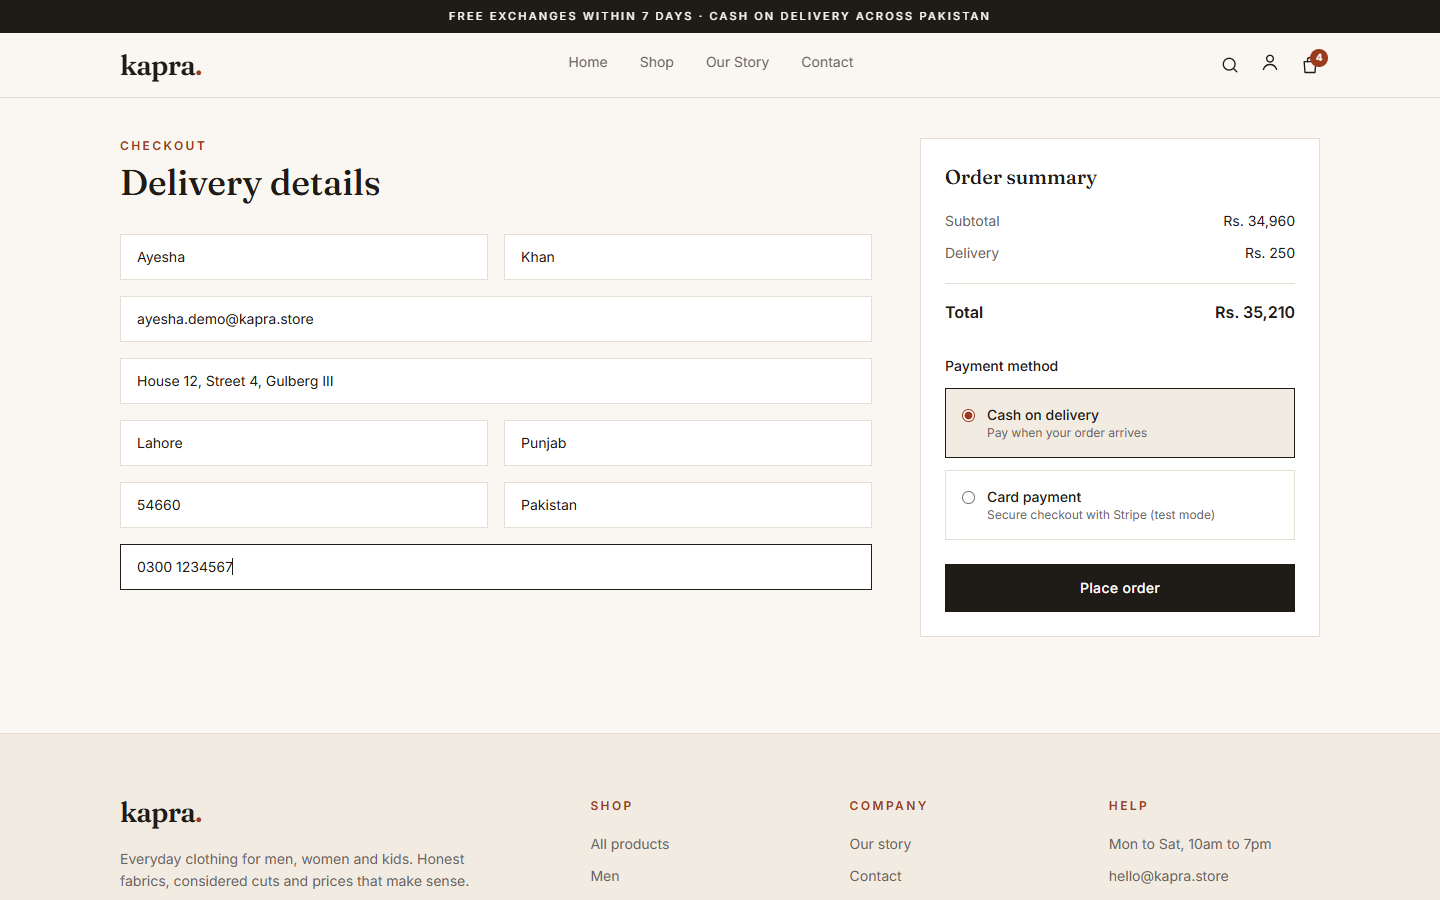 FREE EXCHANGES WITHIN 7 DAYS · CASH ON DELIVERY ACROSS PAKISTAN
kapra.
Home
Shop
Our Story
Contact
4
CHECKOUT
Delivery details
Ayesha
Khan
ayesha.demo@kapra.store
House 12, Street 4, Gulberg III
Lahore
Punjab
54660
Pakistan
0300 1234567
Order summary
Subtotal Rs. 34,960
Delivery Rs. 250
Total Rs. 35,210
Payment method
Cash on delivery
Pay when your order arrives
Card payment
Secure checkout with Stripe (test mode)
Place order
kapra.
Everyday clothing for men, women and kids. Honest
fabrics, considered cuts and prices that make sense.
SHOP
All products
Men
COMPANY
Our story
Contact
HELP
Mon to Sat, 10am to 7pm
hello@kapra.store